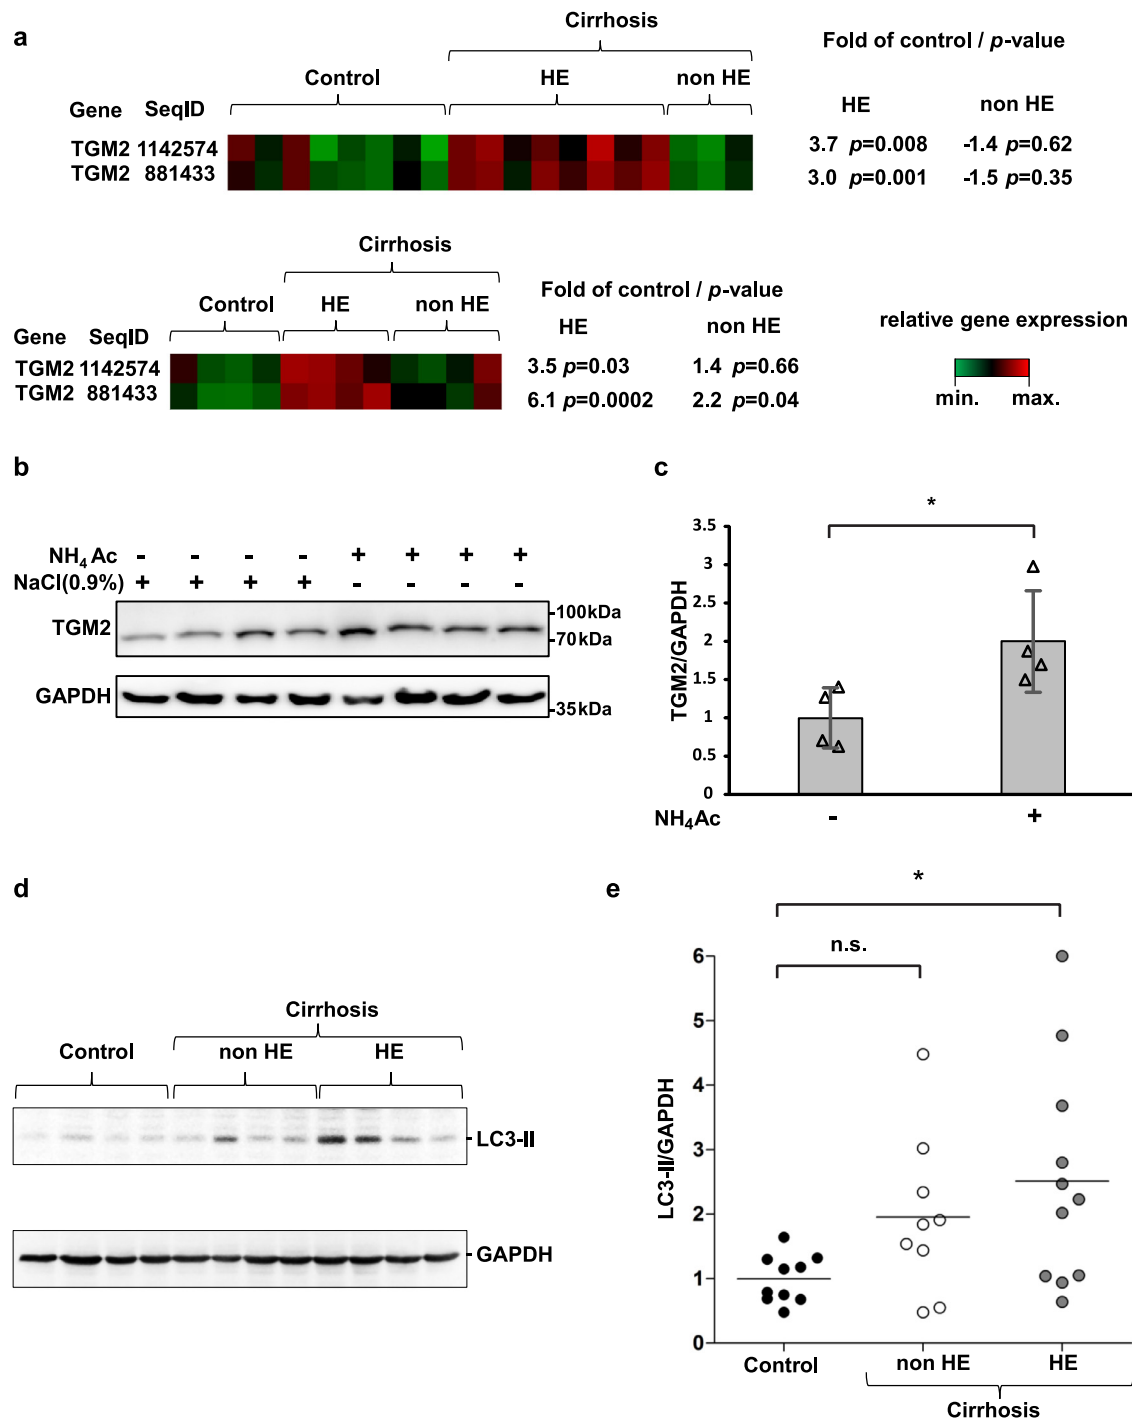 a
Cirrhosis
Fold of control / p-value
Control
HE
non HE
Gene SeqID
HE
non HE
TGM2 1142574
3.7 p=0.008
-1.4 p=0.62
TGM2 881433
3.0 p=0.001
-1.5 p=0.35
Cirrhosis
Fold of control / p-value
Control
HE
non HE
HE
non HE
relative gene expression
Gene SeqID
TGM2 1142574
3.5 p=0.03
1.4 p=0.66
TGM2 881433
6.1 p=0.0002
2.2 p=0.04
min.
max.
b
NH4 Ac - - - - + + + +
NaCl(0.9%) + + + + - - - -
TGM2
-100kDa
-70kDa
GAPDH
-35kDa
c
*
TGM2/GAPDH
3.5
3
2.5
2
1.5
1
0.5
0
NH4Ac - +
d
Cirrhosis
Control
non HE
HE
-LC3-II
-GAPDH
e
*
n.s.
LC3-II/GAPDH
6
5
4
3
2
1
0
Control
non HE
HE
Cirrhosis